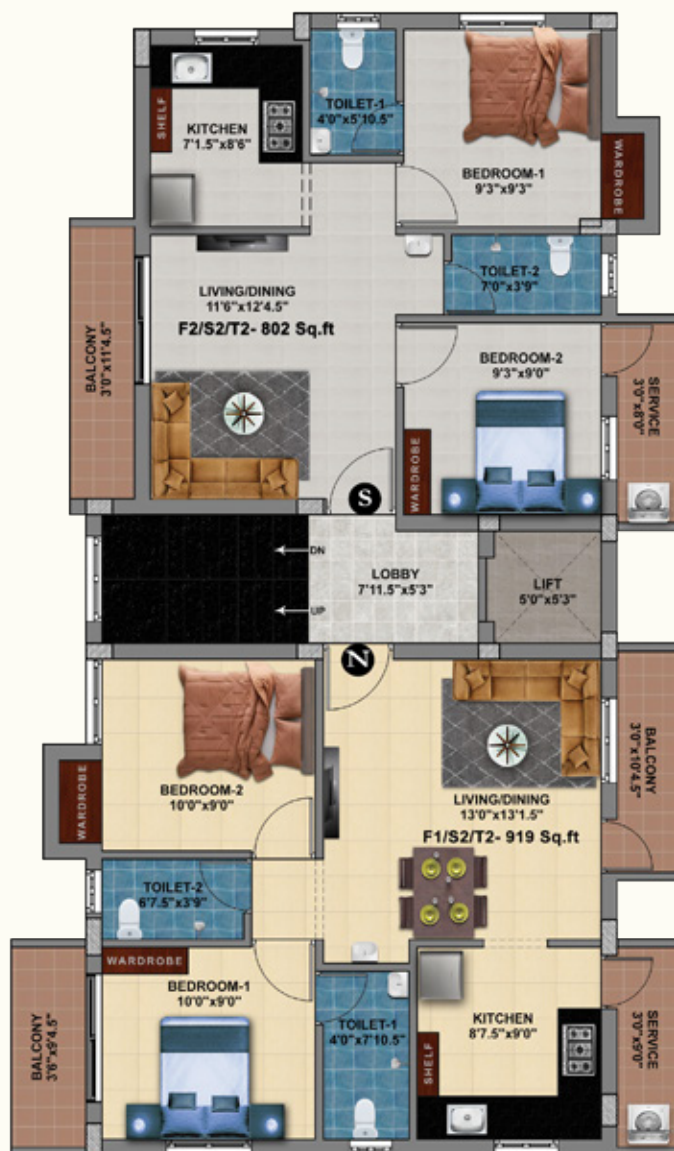 TOILET-1
4'0"x5'10.5"
SHELF
KITCHEN
7'1.5"x8'6"
BEDROOM-1
9'3"x9'3"
WARDROBE
TOILET-2
7'0"x3'9"
LIVING/DINING
11'6"x12'4.5"
F2/S2/T2- 802 Sq.ft
BALCONY
3'0"x11'4.5"
BEDROOM-2
9'3"x9'0"
SERVICE
3'0"x8'0"
WARDROBE
S
DN
LOBBY
7'11.5"x5'3"
LIFT
5'0"x5'3"
UP
N
BALCONY
3'0"x10'4.5"
WARDROBE
BEDROOM-2
10'0"x9'0"
LIVING/DINING
13'0"x13'1.5"
F1/S2/T2- 919 Sq.ft
TOILET-2
6'7.5"x3'9"
WARDROBE
BEDROOM-1
10'0"x9'0"
BALCONY
3'6"x9'4.5"
TOILET-1
4'0"x7'10.5"
KITCHEN
8'7.5"x9'0"
SHELF
SERVICE
3'0"x9'0"